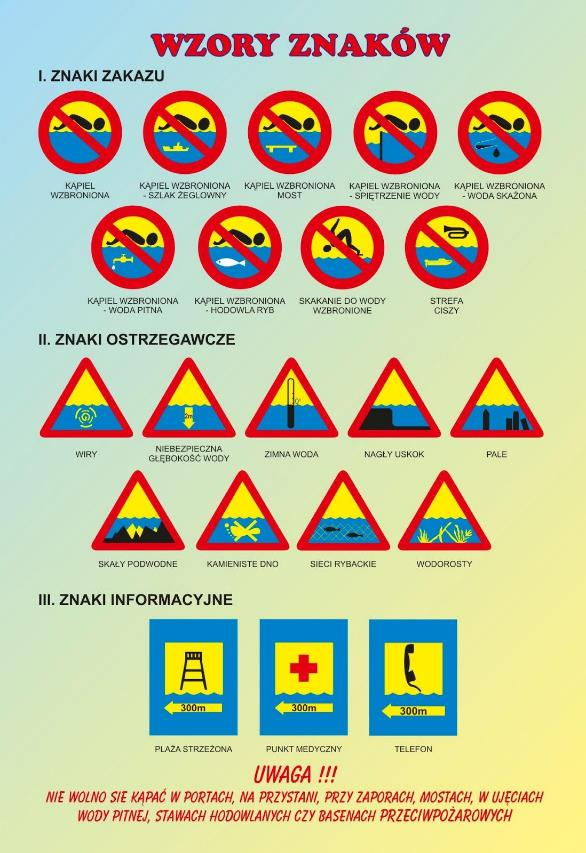 WZORY ZNAKÓW
I. ZNAKI ZAKAZU
KĄPIEL
WZBRONIONA
KĄPIEL WZBRONIONA
- SZLAK ŻEGLOWNY
KĄPIEL WZBRONIONA
MOST
KĄPIEL WZBRONIONA
- SPIĘTRZENIE WODY
KĄPIEL WZBRONIONA
- WODA SKAŻONA
KĄPIEL WZBRONIONA
- WODA PITNA
KĄPIEL WZBRONIONA
- HODOWLA RYB
SKAKANIE DO WODY
WZBRONIONE
STREFA
CISZY
II. ZNAKI OSTRZEGAWCZE
2m
WIRY
NIEBEZPIECZNA
GŁĘBOKOŚĆ WODY
ZIMNA WODA
NAGŁY USKOK
PALE
SKAŁY PODWODNE
KAMIENISTE DNO
SIECI RYBACKIE
WODOROSTY
III. ZNAKI INFORMACYJNE
300m
300m
300m
PLAŻA STRZEŻONA
PUNKT MEDYCZNY
TELEFON
UWAGA !!!
NIE WOLNO SIE KĄPAĆ W PORTACH, NA PRZYSTANI, PRZY ZAPORACH, MOSTACH, W UJĘCIACH
WODY PITNEJ, STAWACH HODOWLANYCH CZY BASENACH PRZECIWPOŻAROWYCH